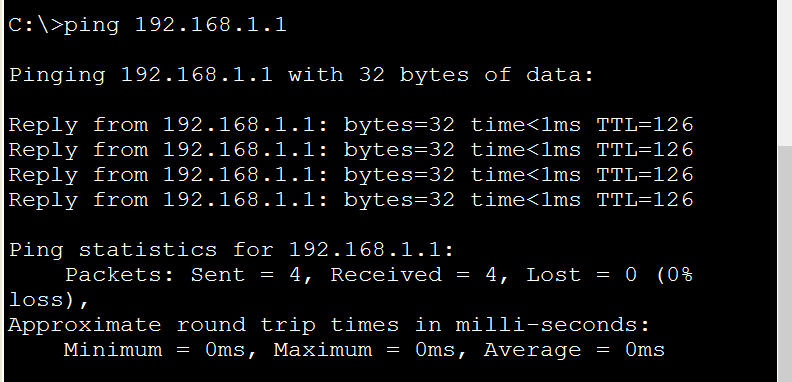 C:\>ping 192.168.1.1
Pinging 192.168.1.1 with 32 bytes of data:
Reply from 192.168.1.1: bytes=32 time<1ms TTL=126
Reply from 192.168.1.1: bytes=32 time<1ms TTL=126
Reply from 192.168.1.1: bytes=32 time<1ms TTL=126
Reply from 192.168.1.1: bytes=32 time<1ms TTL=126
Ping statistics for 192.168.1.1:
    Packets: Sent = 4, Received = 4, Lost = 0 (0%
loss),
Approximate round trip times in milli-seconds:
    Minimum = 0ms, Maximum = 0ms, Average = 0ms